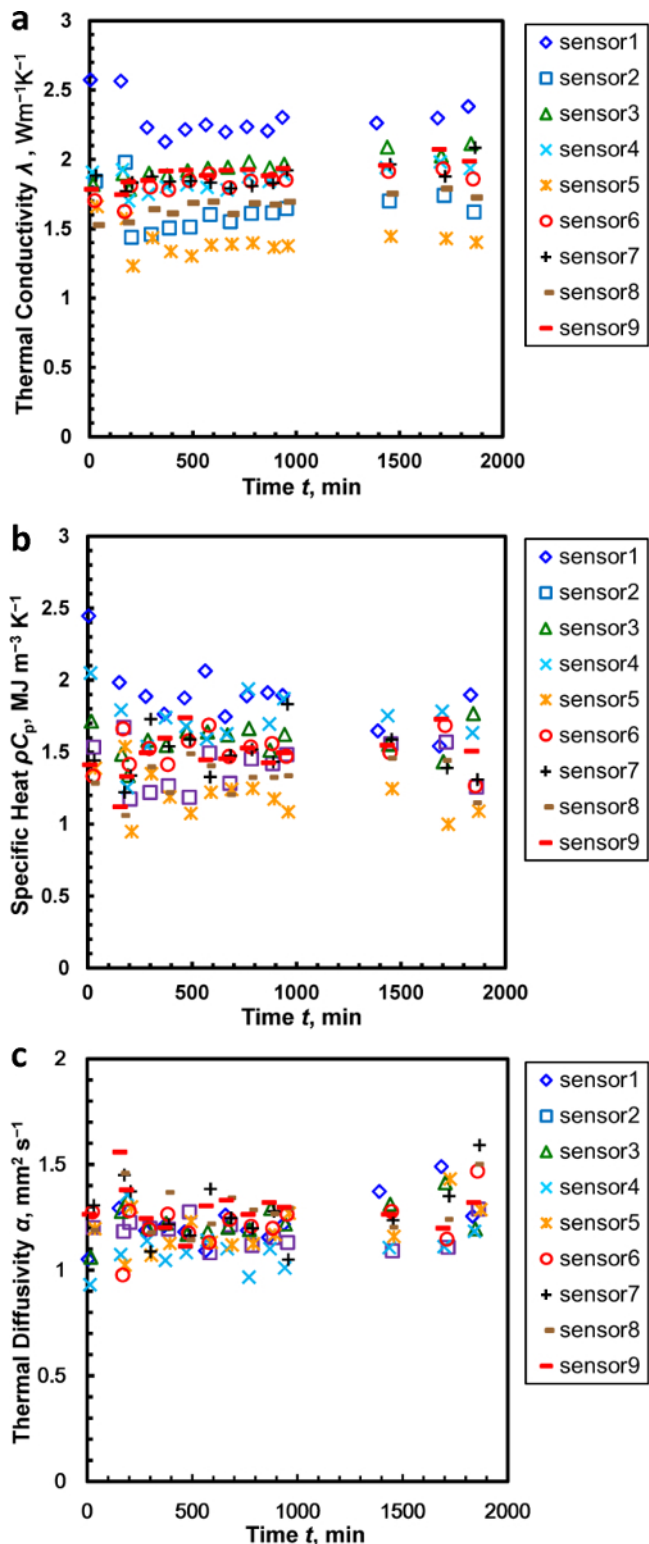 a
3
2.5
2
1.5
1
0.5
0
0
500
1000
1500
2000
Thermal Conductivity λ , Wm⁻¹K⁻¹
Time t, min
sensor1
sensor2
sensor3
sensor4
sensor5
sensor6
sensor7
sensor8
sensor9
b
3
2.5
2
1.5
1
0.5
0
0
500
1000
1500
2000
Specific Heat ρCₚ, MJ m⁻³ K⁻¹
Time t, min
sensor1
sensor2
sensor3
sensor4
sensor5
sensor6
sensor7
sensor8
sensor9
c
2
1.5
1
0.5
0
0
500
1000
1500
2000
Thermal Diffusivity α, mm² s⁻¹
Time t, min
sensor1
sensor2
sensor3
sensor4
sensor5
sensor6
sensor7
sensor8
sensor9